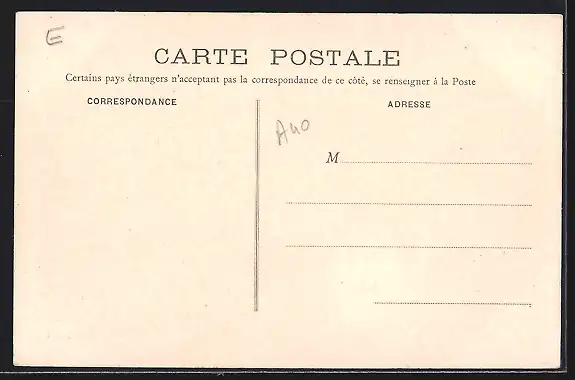 E
CARTE POSTALE
Certains pays étrangers n'acceptant pas la correspondance de ce côté, se renseigner à la Poste
CORRESPONDANCE
ADRESSE
A40
M